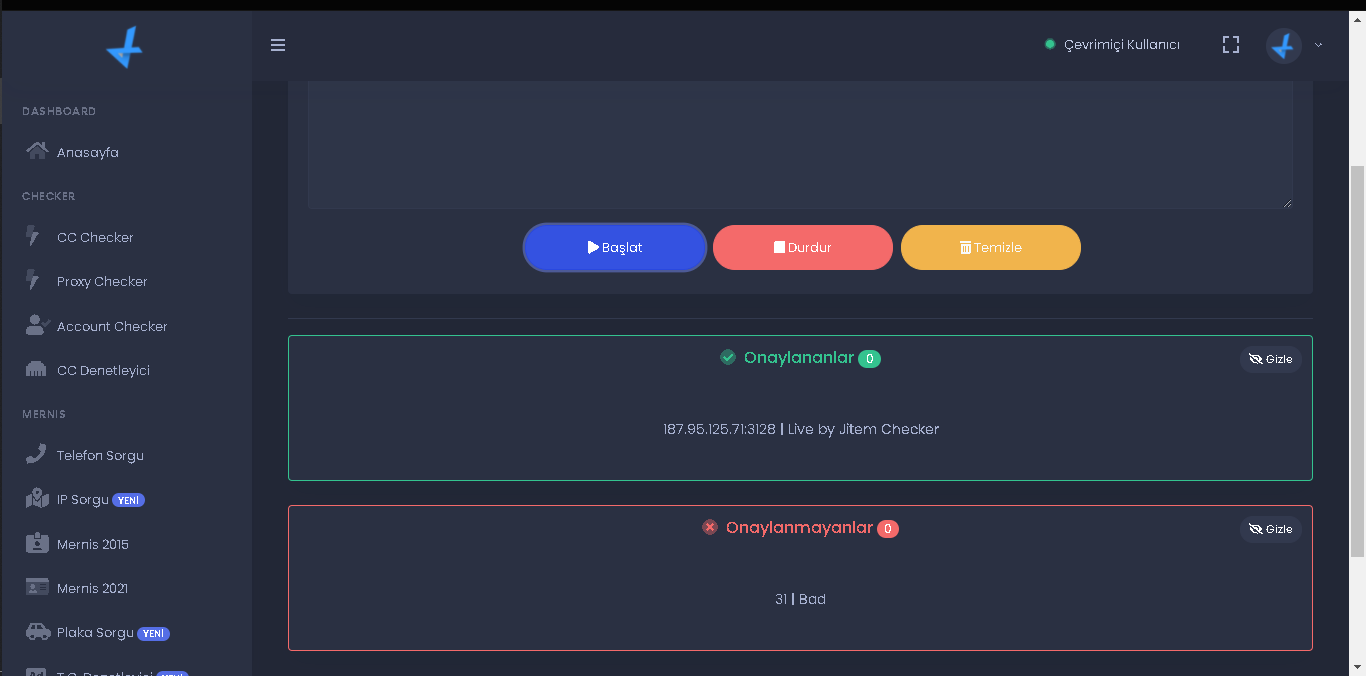 Çevrimiçi Kullanıcı
DASHBOARD
Anasayfa
CHECKER
CC Checker
Proxy Checker
Account Checker
CC Denetleyici
MERNIS
Telefon Sorgu
IP Sorgu YENİ
Mernis 2015
Mernis 2021
Plaka Sorgu YENİ
Başlat
Durdur
Temizle
Onaylananlar 0
Gizle
187.95.125.71:3128 | Live by Jitem Checker
Onaylanmayanlar 0
Gizle
31 | Bad